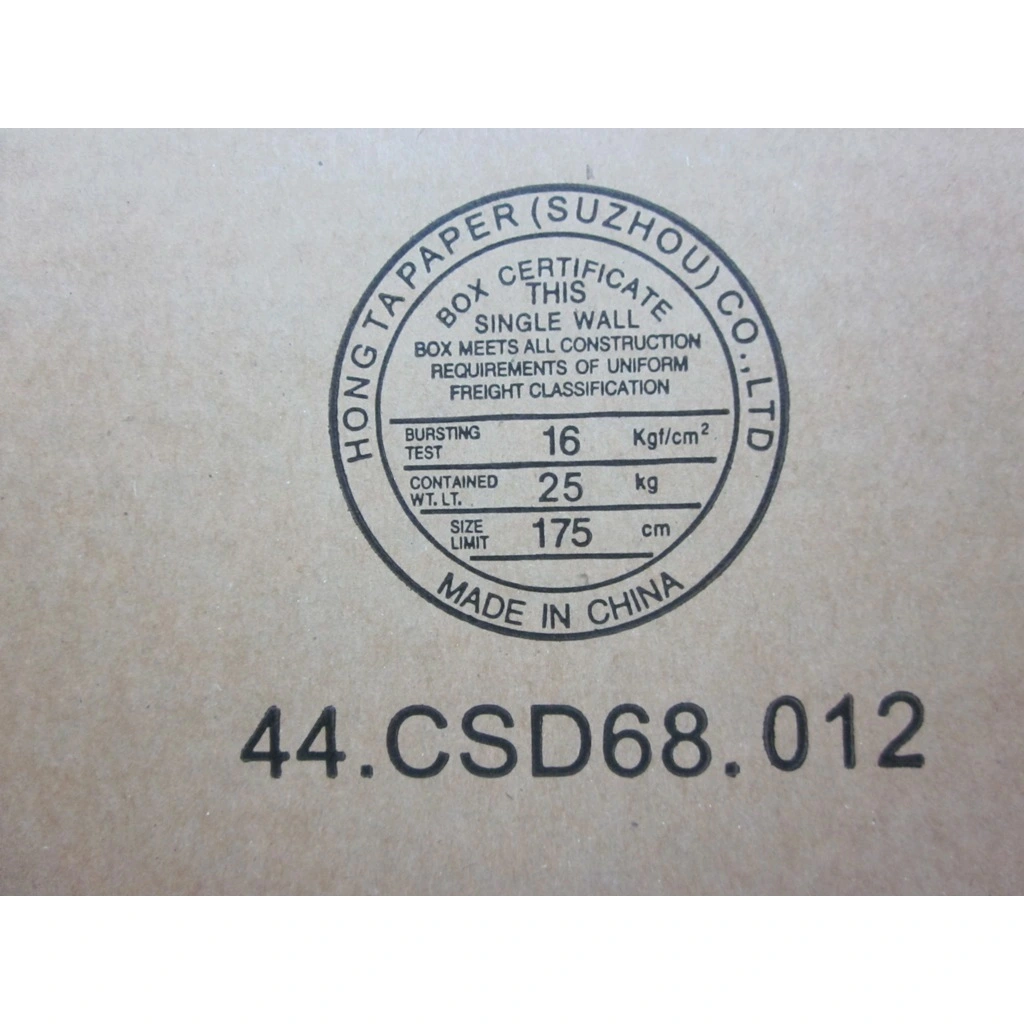 HONG TA PAPER (SUZHOU) CO.,LTD
BOX CERTIFICATE
THIS
SINGLE WALL
BOX MEETS ALL CONSTRUCTION
REQUIREMENTS OF UNIFORM
FREIGHT CLASSIFICATION
BURSTING TEST 16 Kgf/cm²
CONTAINED WT. LT. 25 kg
SIZE LIMIT 175 cm
MADE IN CHINA
44.CSD68.012